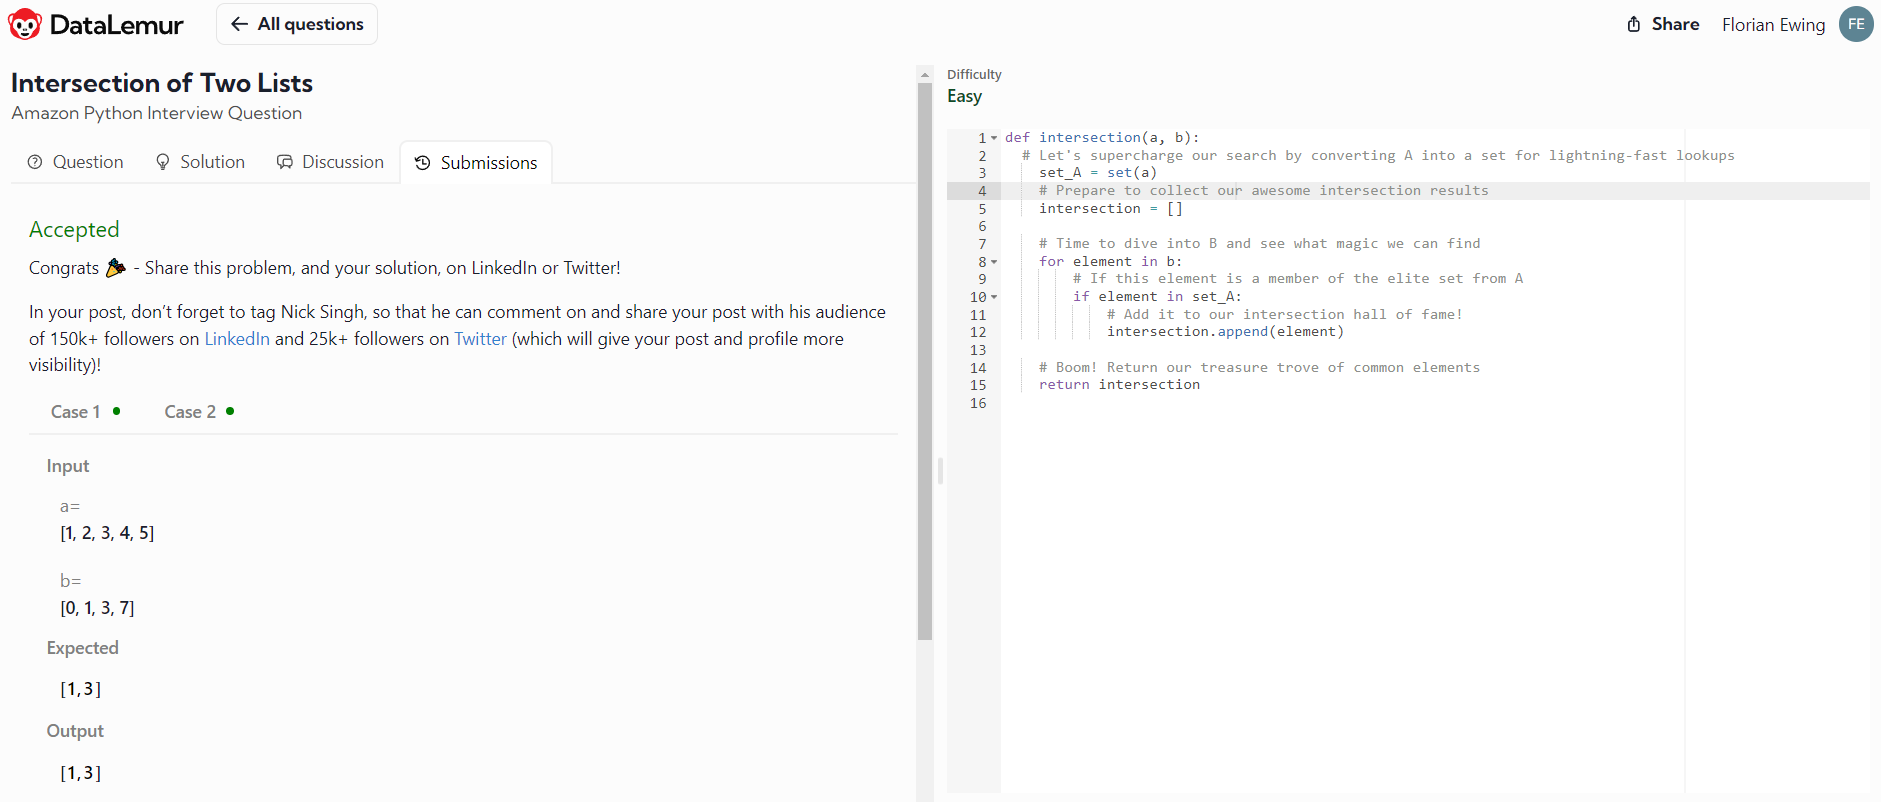 DataLemur
← All questions
Share
Florian Ewing
FE
Intersection of Two Lists
Amazon Python Interview Question
Question
Solution
Discussion
Submissions
Accepted
Congrats 🎉 - Share this problem, and your solution, on LinkedIn or Twitter!
In your post, don’t forget to tag Nick Singh, so that he can comment on and share your post with his audience
of 150k+ followers on LinkedIn and 25k+ followers on Twitter (which will give your post and profile more
visibility)!
Case 1
Case 2
Input
a=
[1, 2, 3, 4, 5]
b=
[0, 1, 3, 7]
Expected
[1,3]
Output
[1,3]
Difficulty
Easy
1 def intersection(a, b):
2 # Let's supercharge our search by converting A into a set for lightning-fast lookups
3 set_A = set(a)
4 # Prepare to collect our awesome intersection results
5 intersection = []
6
7 # Time to dive into B and see what magic we can find
8 for element in b:
9 # If this element is a member of the elite set from A
10 if element in set_A:
11 # Add it to our intersection hall of fame!
12 intersection.append(element)
13
14 # Boom! Return our treasure trove of common elements
15 return intersection
16